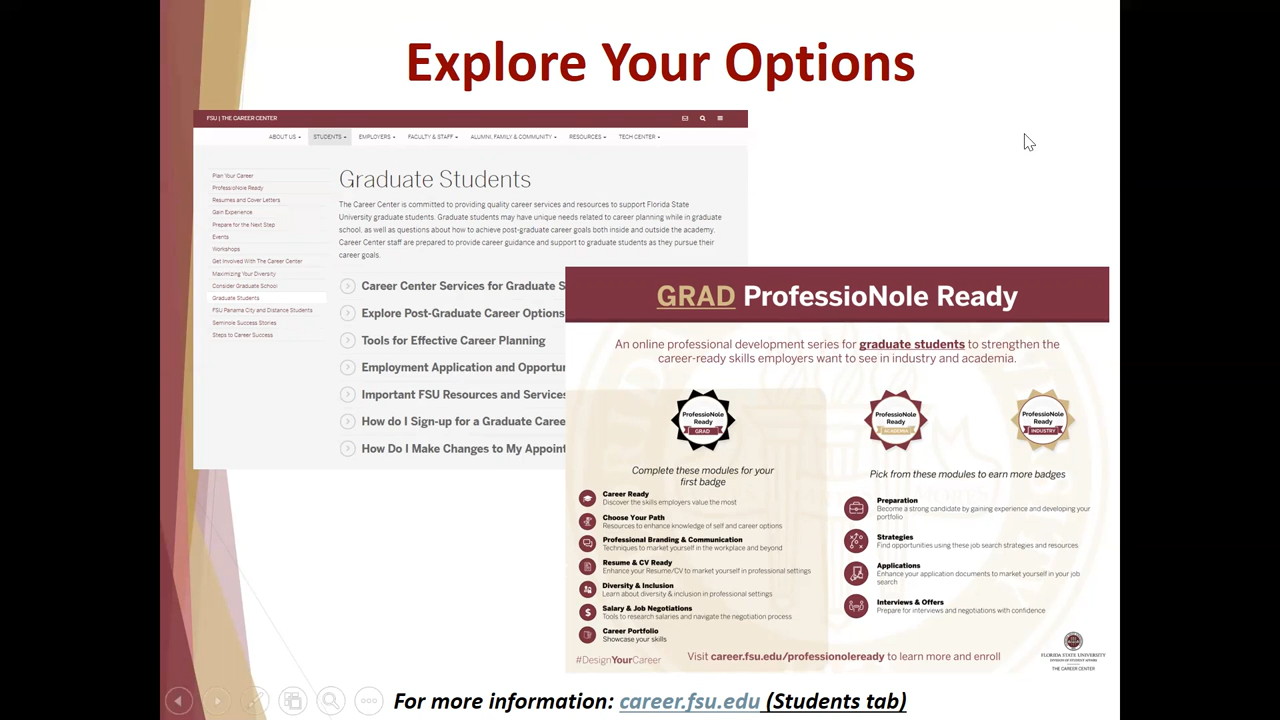 Explore Your Options
FSU | THE CAREER CENTER
ABOUT US
STUDENTS
EMPLOYERS
FACULTY & STAFF
ALUMNI, FAMILY & COMMUNITY
RESOURCES
TECH CENTER
Plan Your Career
ProfessioNole Ready
Resumes and Cover Letters
Gain Experience
Prepare for the Next Step
Events
Workshops
Get Involved With The Career Center
Maximizing Your Diversity
Consider Graduate School
Graduate Students
FSU Panama City and Distance Students
Seminole Success Stories
Steps to Career Success
Graduate Students
The Career Center is committed to providing quality career services and resources to support Florida State
University graduate students. Graduate students may have unique needs related to career planning while in graduate
school, as well as questions about how to achieve post-graduate career goals both inside and outside the academy.
Career Center staff are prepared to provide career guidance and support to graduate students as they pursue their
career goals.
Career Center Services for Graduate S
Explore Post-Graduate Career Options
Tools for Effective Career Planning
Employment Application and Opportu
Important FSU Resources and Services
How do I Sign-up for a Graduate Caree
How Do I Make Changes to My Appoint
GRAD ProfessioNole Ready
An online professional development series for graduate students to strengthen the
career-ready skills employers want to see in industry and academia.
ProfessioNole
Ready
GRAD
Complete these modules for your
first badge
Career Ready
Discover the skills employers value the most
Choose Your Path
Resources to enhance knowledge of self and career options
Professional Branding & Communication
Techniques to market yourself in the workplace and beyond
Resume & CV Ready
Enhance your Resume/CV to market yourself in professional settings
Diversity & Inclusion
Learn about diversity & inclusion in professional settings
Salary & Job Negotiations
Tools to research salaries and navigate the negotiation process
Career Portfolio
Showcase your skills
ProfessioNole
Ready
ACADEMIA
ProfessioNole
Ready
INDUSTRY
Pick from these modules to earn more badges
Preparation
Become a strong candidate by gaining experience and developing your
portfolio
Strategies
Find opportunities using these job search strategies and resources
Applications
Enhance your application documents to market yourself in your job
search
Interviews & Offers
Prepare for interviews and negotiations with confidence
#DesignYourCareer
Visit career.fsu.edu/professionoleready to learn more and enroll
FLORIDA STATE UNIVERSITY
DIVISION OF STUDENT AFFAIRS
THE CAREER CENTER
For more information: career.fsu.edu (Students tab)